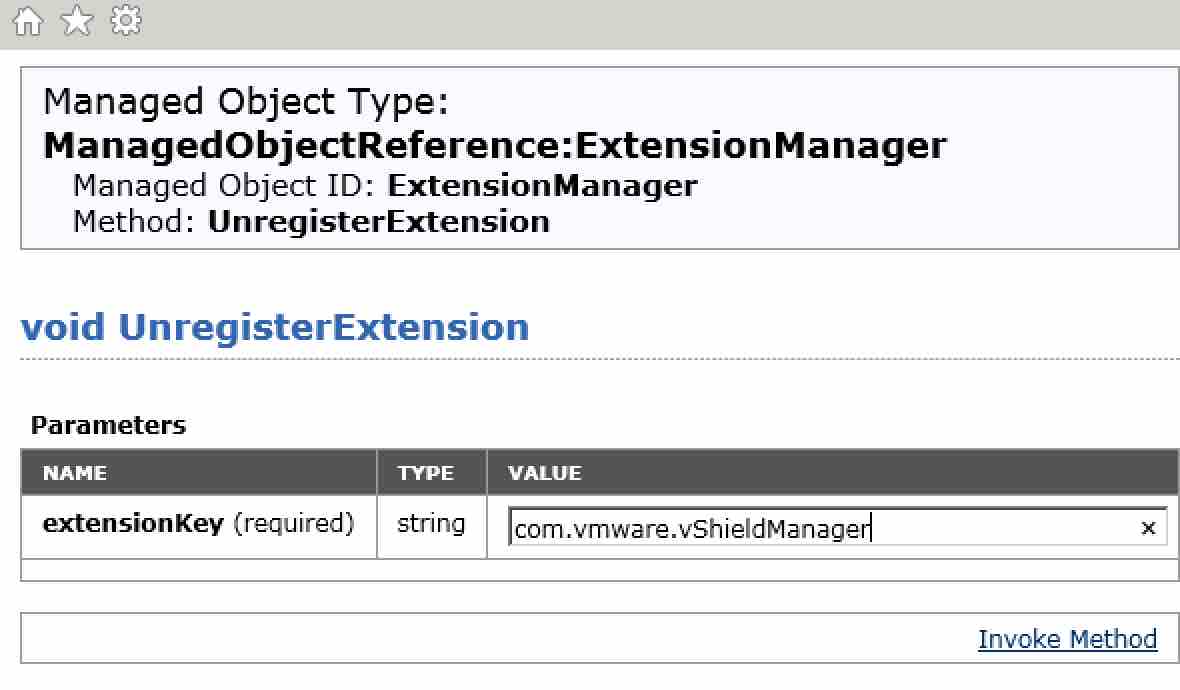 Managed Object Type:
ManagedObjectReference:ExtensionManager
Managed Object ID: ExtensionManager
Method: UnregisterExtension
void UnregisterExtension
Parameters
NAME TYPE VALUE
extensionKey (required) string com.vmware.vShieldManager ×
Invoke Method